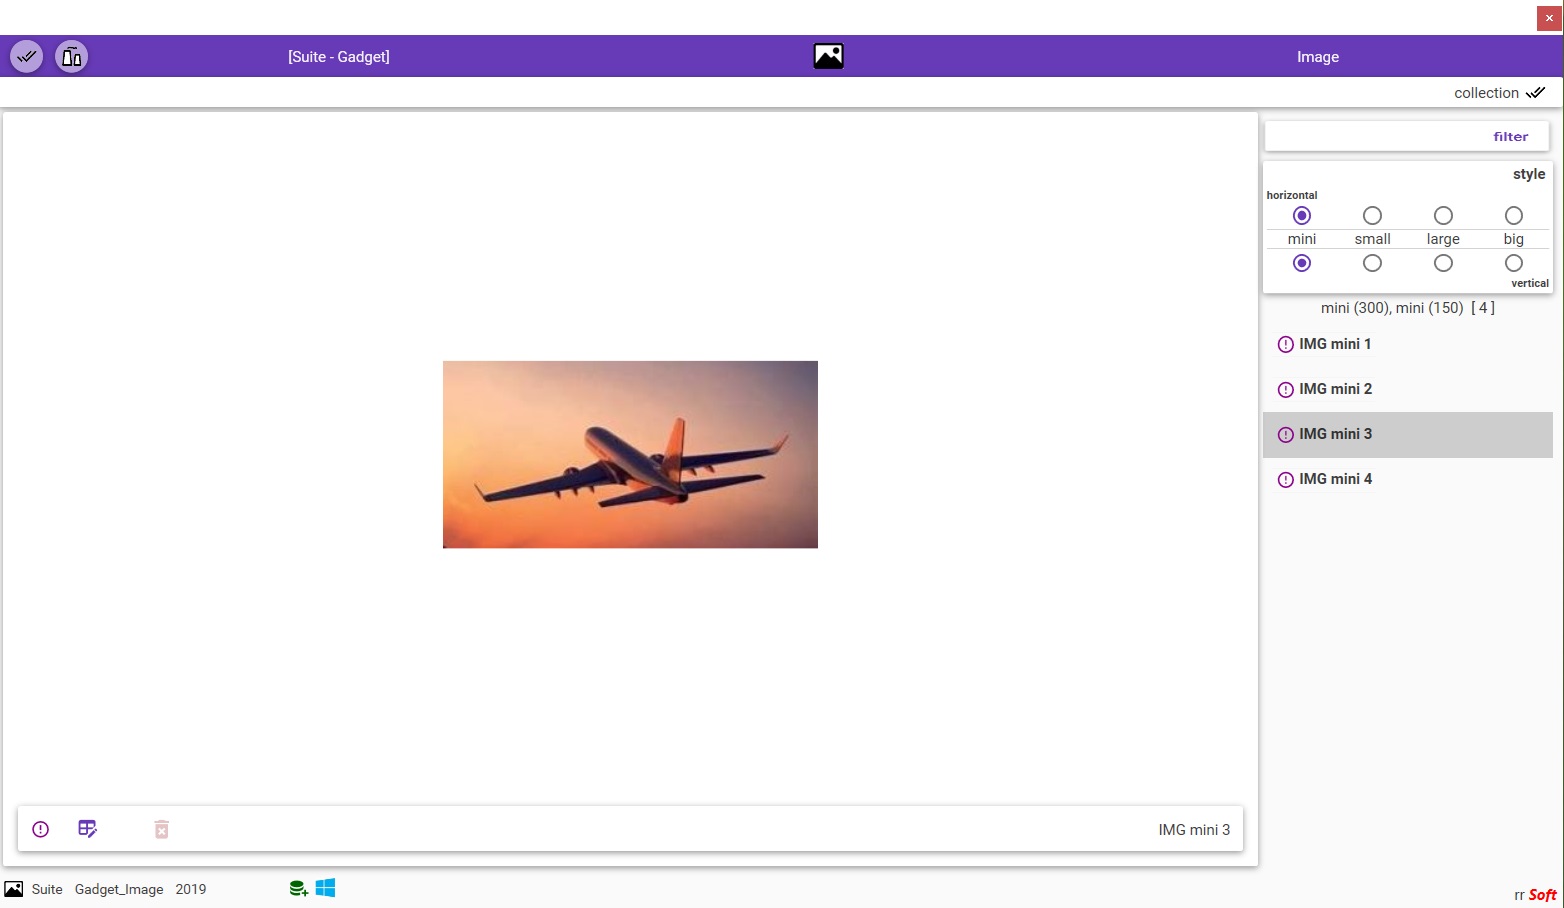 [Suite - Gadget]
Image
collection
filter
style
horizontal
mini small large big
vertical
mini (300), mini (150) [ 4 ]
IMG mini 1
IMG mini 2
IMG mini 3
IMG mini 4
IMG mini 3
Suite Gadget_Image 2019
rr Soft